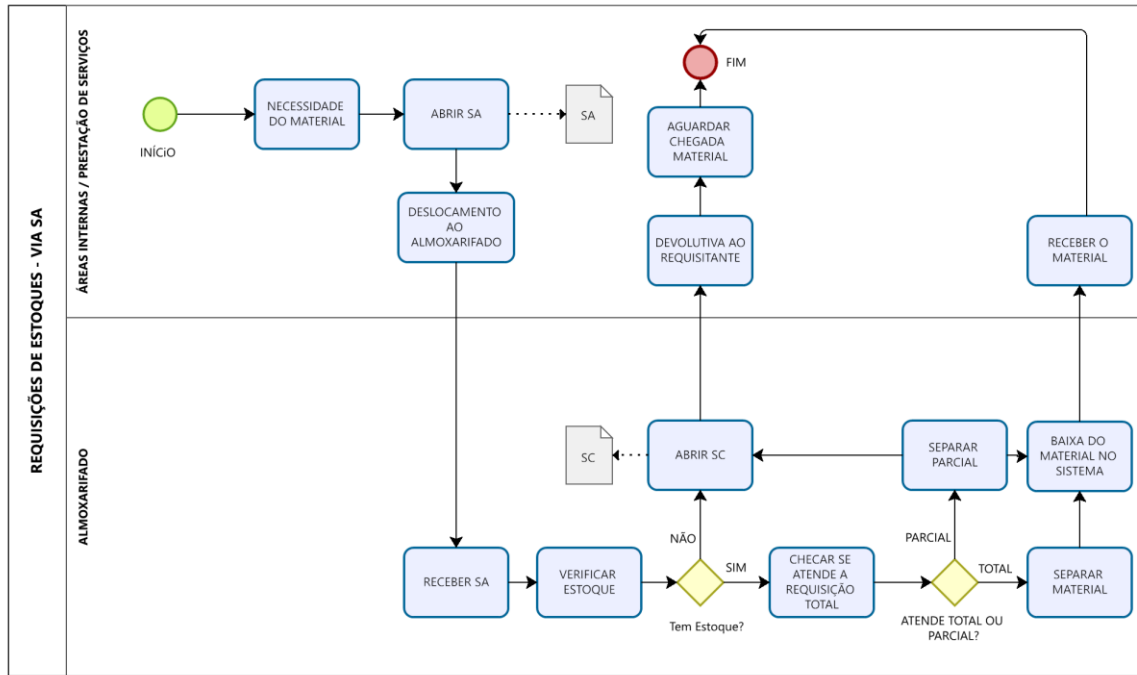 REQUISIÇÕES DE ESTOQUES - VIA SA
ÁREAS INTERNAS / PRESTAÇÃO DE SERVIÇOS
INÍCiO
NECESSIDADE
DO MATERIAL
ABRIR SA
SA
DESLOCAMENTO
AO
ALMOXARIFADO
FIM
AGUARDAR
CHEGADA
MATERIAL
DEVOLUTIVA AO
REQUISITANTE
RECEBER O
MATERIAL
ALMOXARIFADO
SC
ABRIR SC
SEPARAR
PARCIAL
BAIXA DO
MATERIAL NO
SISTEMA
RECEBER SA
VERIFICAR
ESTOQUE
NÃO
SIM
Tem Estoque?
CHECAR SE
ATENDE A
REQUISIÇÃO
TOTAL
PARCIAL
TOTAL
ATENDE TOTAL OU
PARCIAL?
SEPARAR
MATERIAL